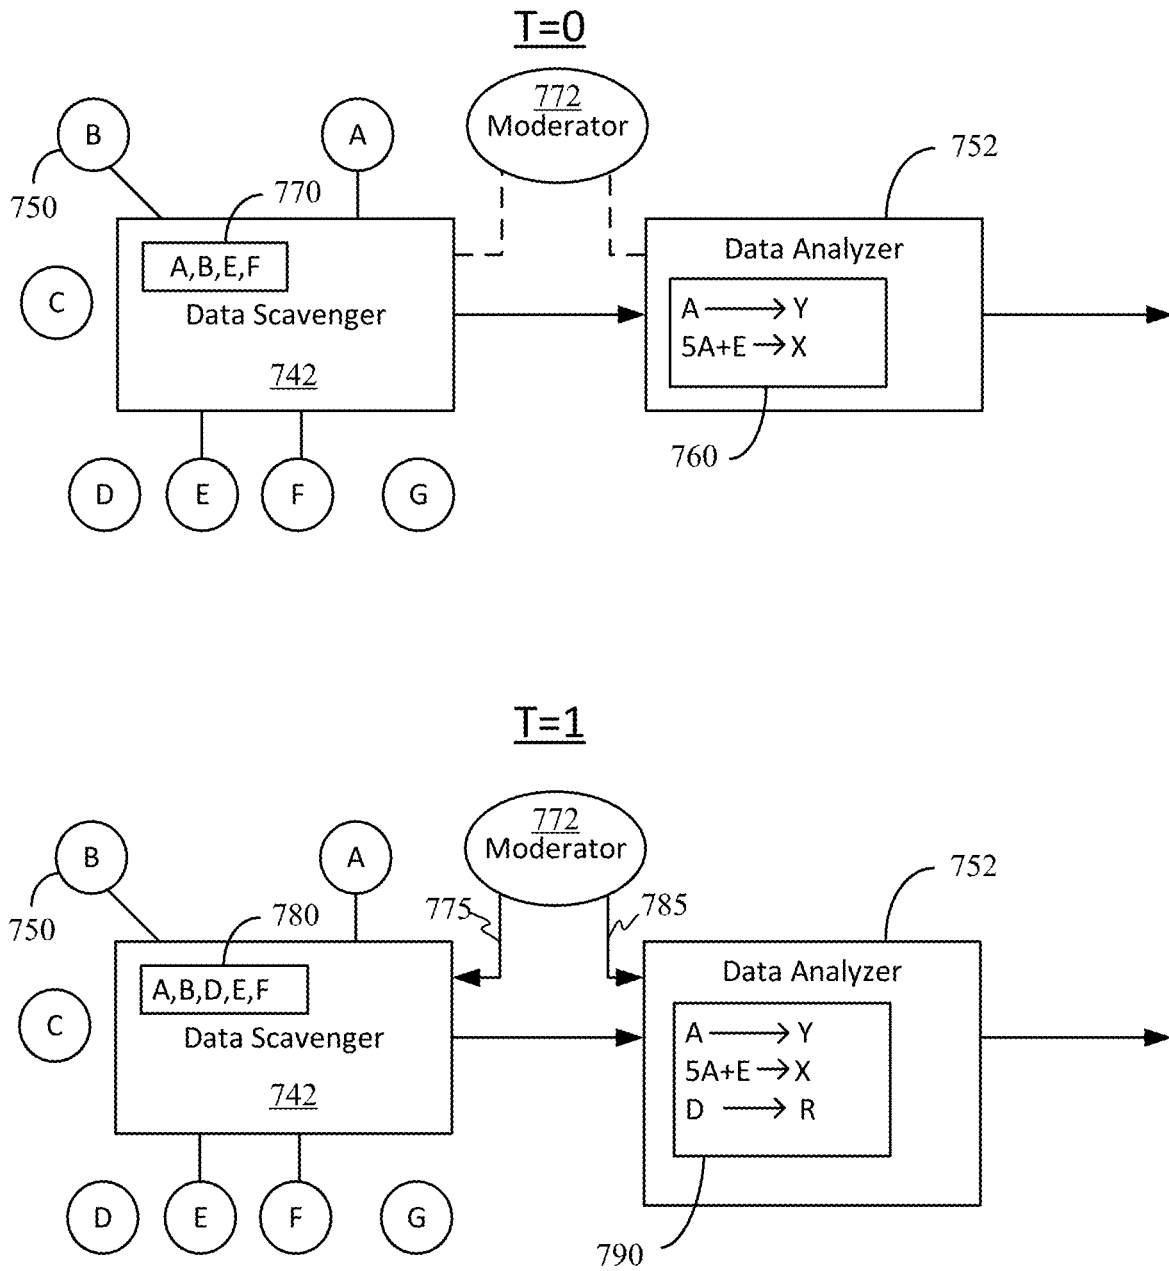 T=0
772
Moderator
B
A
752
750
770
Data Analyzer
A,B,E,F
C
A → Y
Data Scavenger
5A+E → X
742
760
D
E
F
G
T=1
772
Moderator
B
A
752
750
780
775
785
Data Analyzer
A,B,D,E,F
C
A → Y
Data Scavenger
5A+E → X
742
D → R
D
E
F
G
790